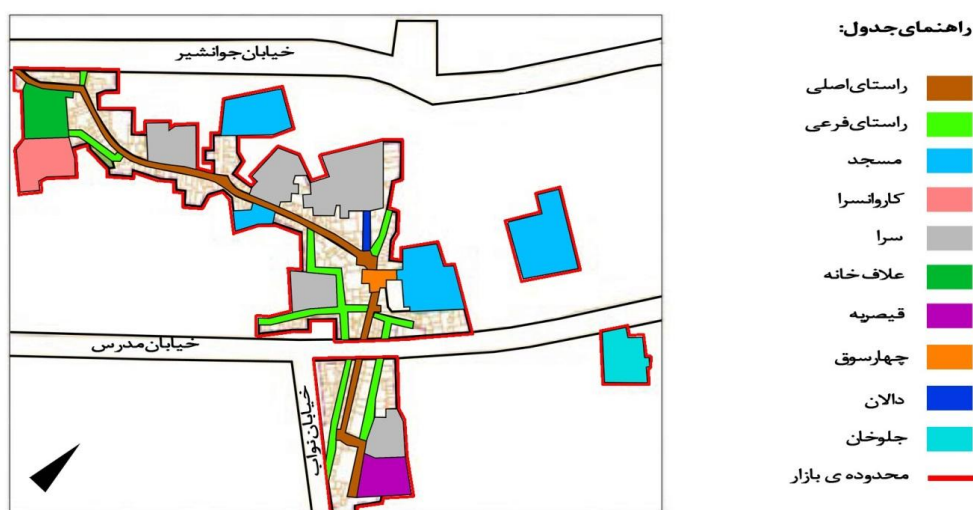 خیابان جوانشیر
خیابان مدرس
خیابان نواب
راهنمای جدول:
راستای اصلی
راستای فرعی
مسجد
کاروانسرا
سرا
علاف خانه
قیصریه
چهارسوق
دالان
جلوخان
محدوده ی بازار